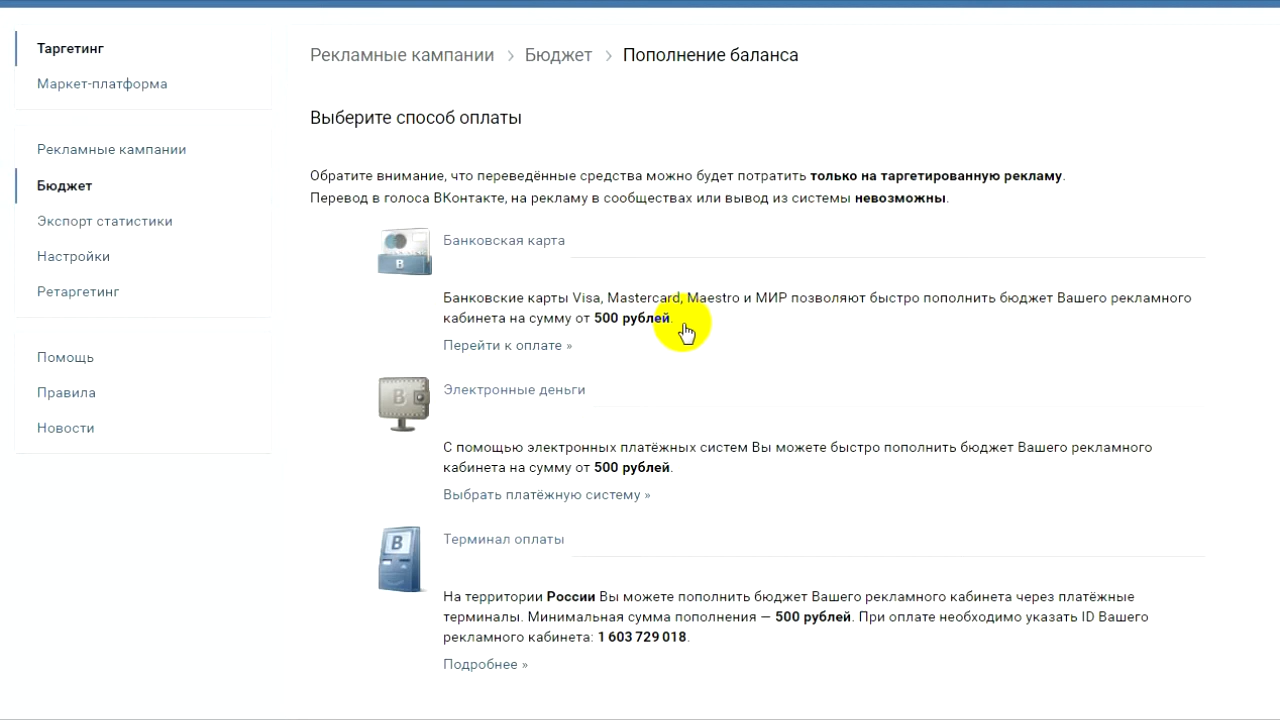 Таргетинг
Маркет-платформа
Рекламные кампании
Бюджет
Экспорт статистики
Настройки
Ретаргетинг
Помощь
Правила
Новости
Рекламные кампании > Бюджет > Пополнение баланса
Выберите способ оплаты
Обратите внимание, что переведённые средства можно будет потратить только на таргетированную рекламу.
Перевод в голоса ВКонтакте, на рекламу в сообществах или вывод из системы невозможны.
В
Банковская карта
Банковские карты Visa, Mastercard, Maestro и МИР позволяют быстро пополнить бюджет Вашего рекламного
кабинета на сумму от 500 рублей.
Перейти к оплате »
В
Электронные деньги
С помощью электронных платёжных систем Вы можете быстро пополнить бюджет Вашего рекламного
кабинета на сумму от 500 рублей.
Выбрать платёжную систему »
В
Терминал оплаты
На территории России Вы можете пополнить бюджет Вашего рекламного кабинета через платёжные
терминалы. Минимальная сумма пополнения — 500 рублей. При оплате необходимо указать ID Вашего
рекламного кабинета: 1 603 729 018.
Подробнее »